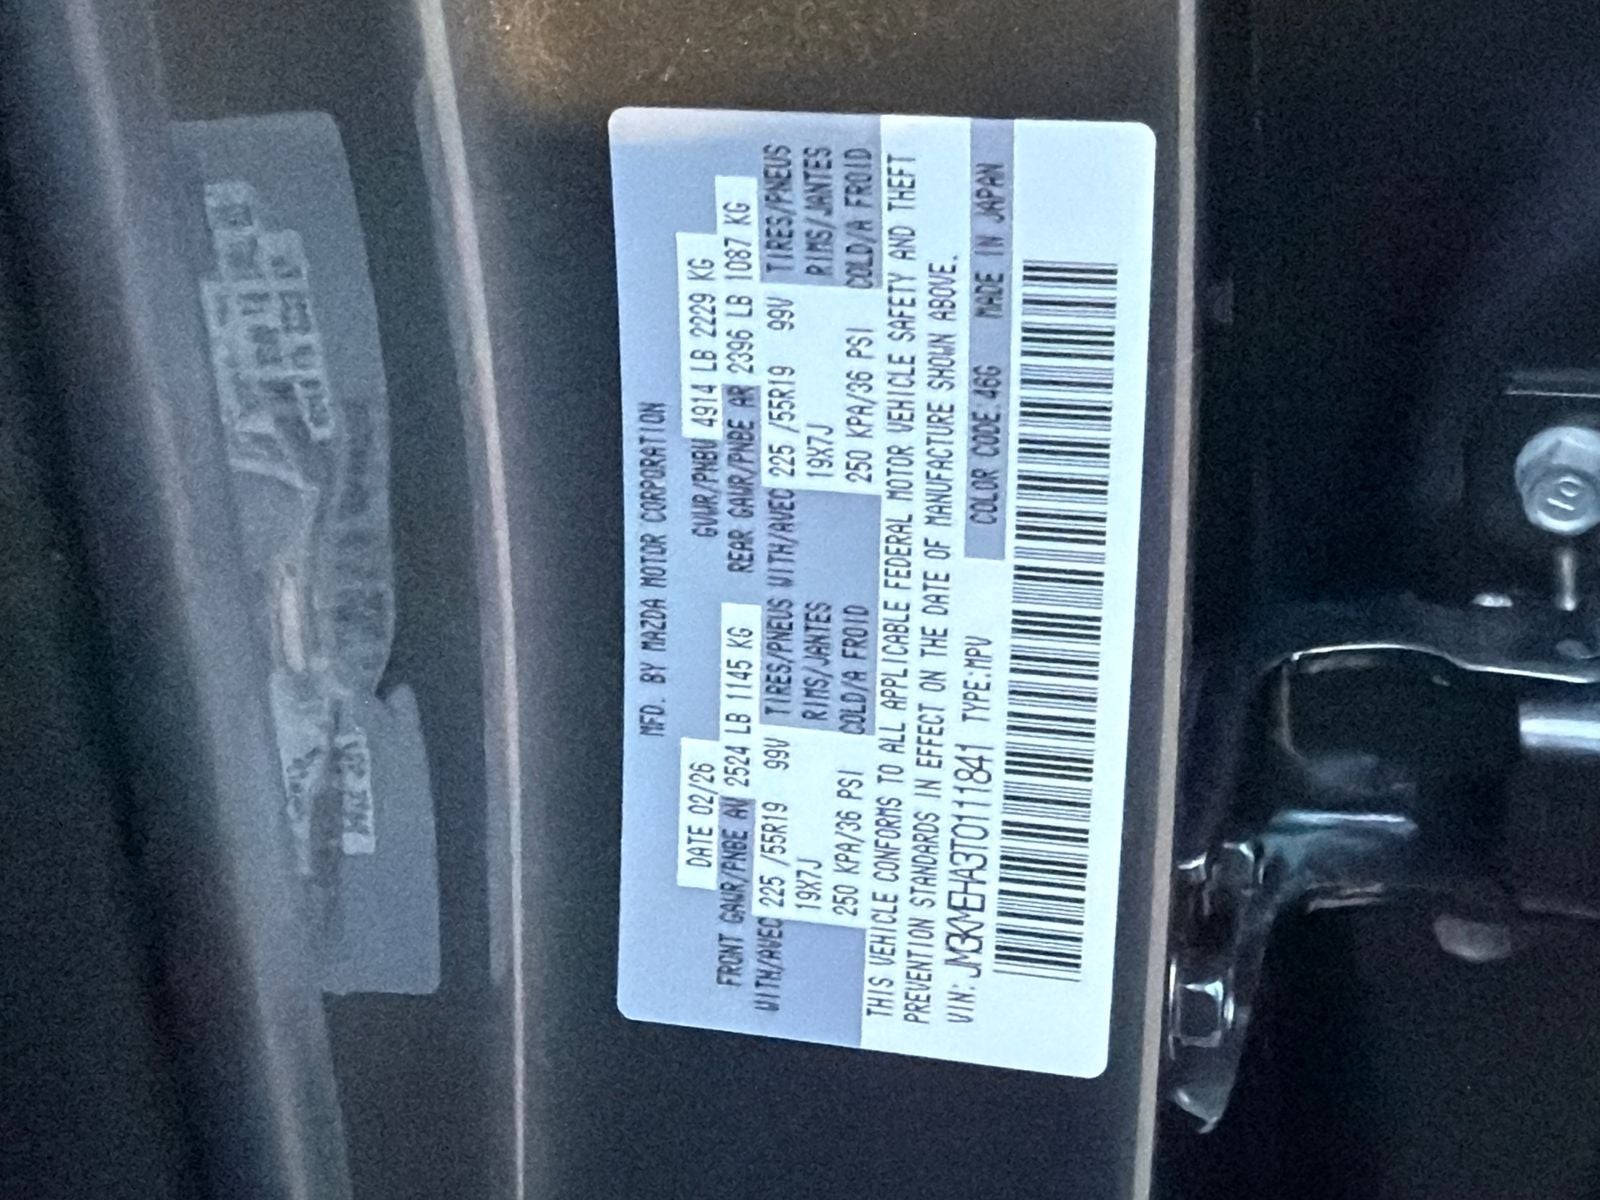 MFD. BY MAZDA MOTOR CORPORATION
DATE 02/26 GVWR/PNBV 4914 LB 2229 KG
FRONT GAWR/PNBE AV 2524 LB 1145 KG REAR GAWR/PNBE AR 2396 LB 1087 KG
WITH/AVEC 225 /55R19 99V TIRES/PNEUS WITH/AVEC 225 /55R19 99V TIRES/PNEUS
19X7J RIMS/JANTES 19X7J RIMS/JANTES
250 KPA/36 PSI COLD/A FROID 250 KPA/36 PSI COLD/A FROID
THIS VEHICLE CONFORMS TO ALL APPLICABLE FEDERAL MOTOR VEHICLE SAFETY AND THEFT
PREVENTION STANDARDS IN EFFECT ON THE DATE OF MANUFACTURE SHOWN ABOVE.
VIN: JM3KMEHA3T0111841 TYPE:MPV COLOR CODE 46G MADE IN JAPAN
10